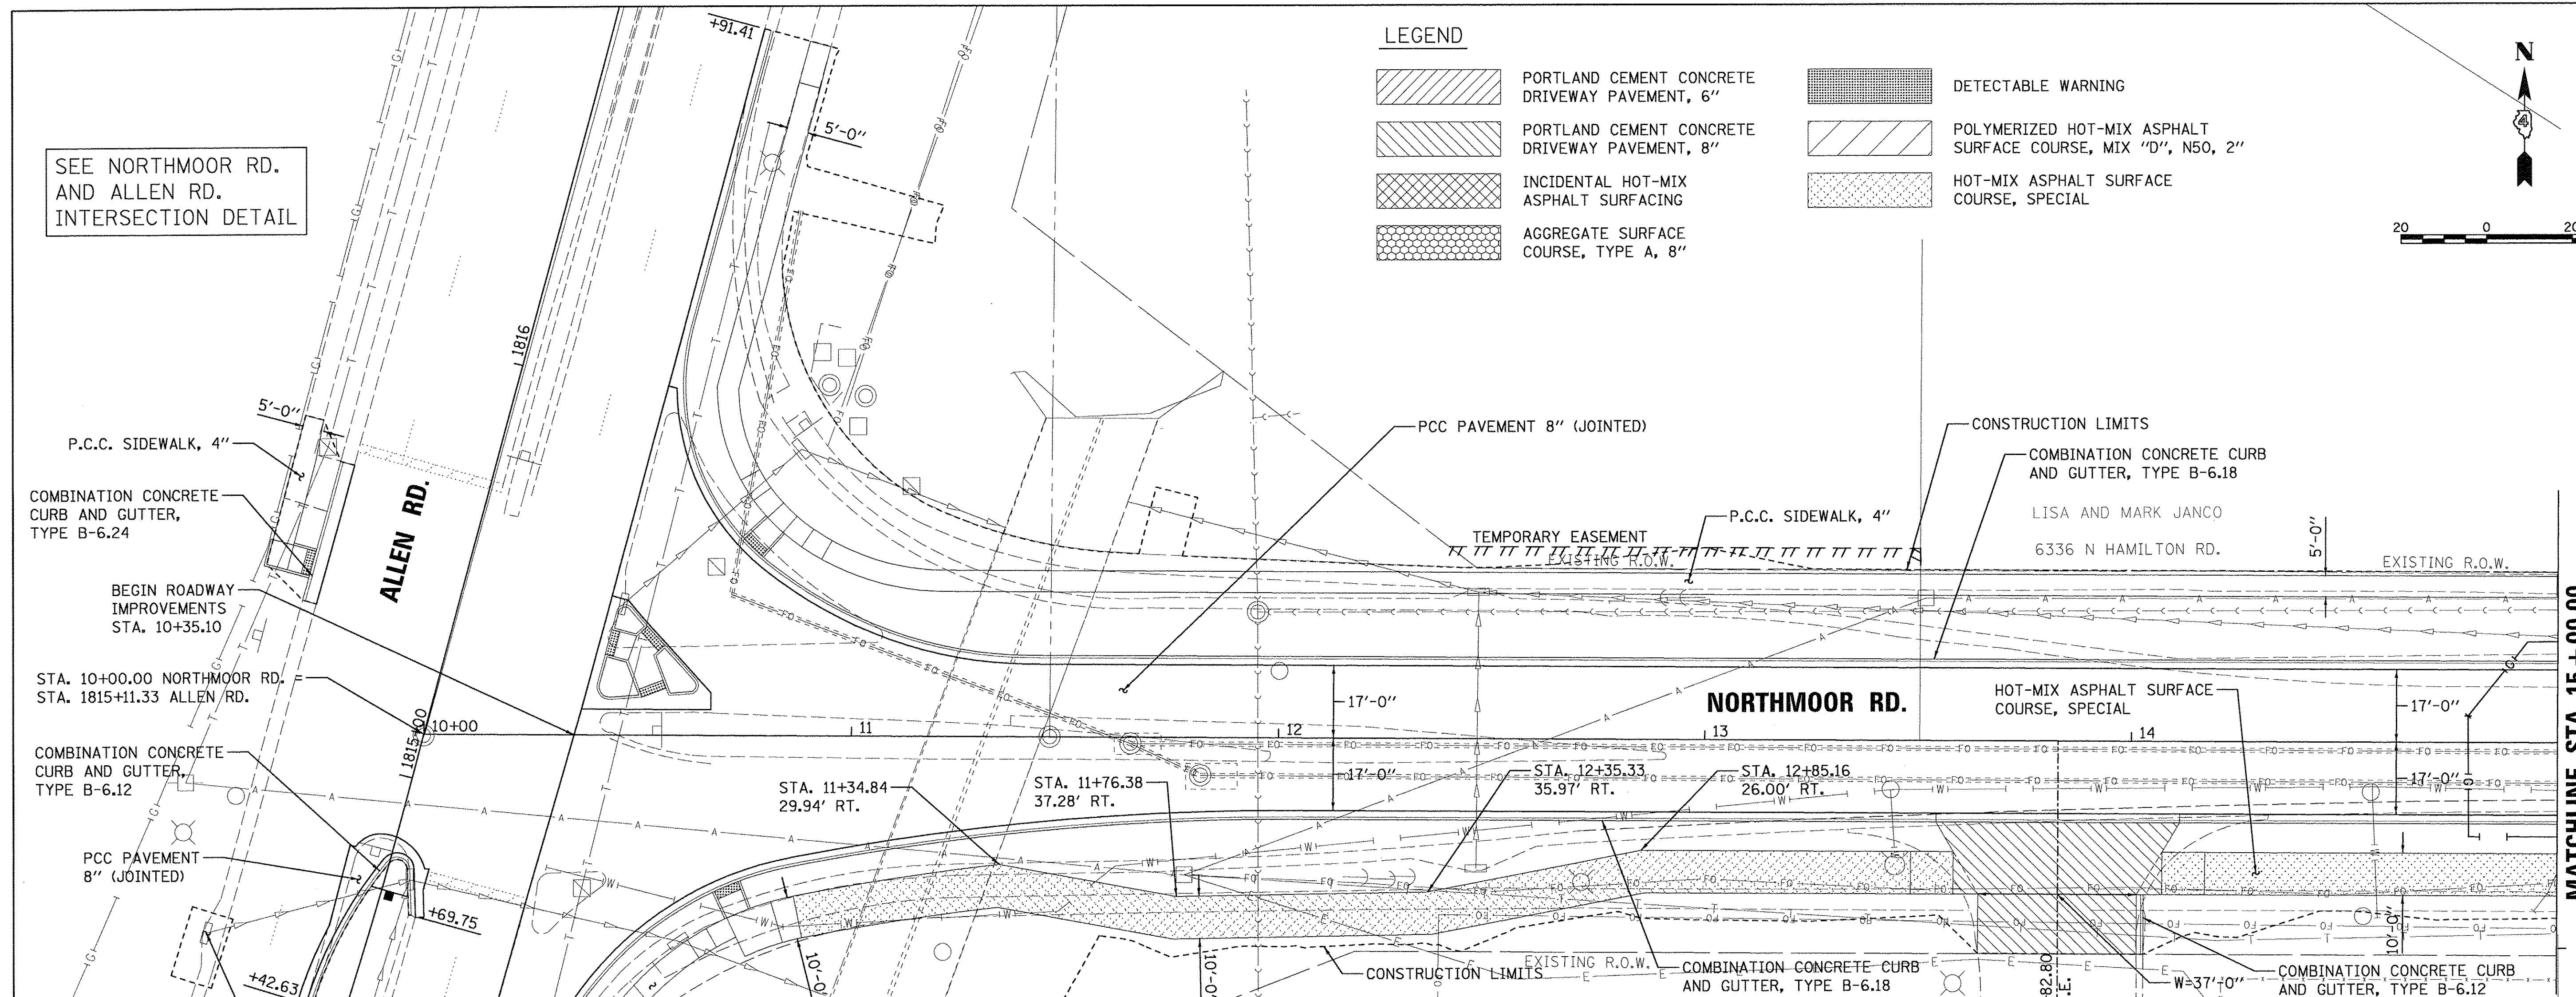 +91.41
LEGEND
PORTLAND CEMENT CONCRETE
DRIVEWAY PAVEMENT, 6"
PORTLAND CEMENT CONCRETE
DRIVEWAY PAVEMENT, 8"
INCIDENTAL HOT-MIX
ASPHALT SURFACING
AGGREGATE SURFACE
COURSE, TYPE A, 8"
DETECTABLE WARNING
POLYMERIZED HOT-MIX ASPHALT
SURFACE COURSE, MIX "D", N50, 2"
HOT-MIX ASPHALT SURFACE
COURSE, SPECIAL
N
4
20
0
SEE NORTHMOOR RD.
AND ALLEN RD.
INTERSECTION DETAIL
5'-0"
1816
5'-0"
P.C.C. SIDEWALK, 4"
COMBINATION CONCRETE
CURB AND GUTTER,
TYPE B-6.24
ALLEN RD.
BEGIN ROADWAY
IMPROVEMENTS
STA. 10+35.10
STA. 10+00.00 NORTHMOOR RD. =
STA. 1815+11.33 ALLEN RD.
COMBINATION CONCRETE
CURB AND GUTTER,
TYPE B-6.12
PCC PAVEMENT
8" (JOINTED)
1815+00
10+00
+69.75
+42.63
PCC PAVEMENT 8" (JOINTED)
CONSTRUCTION LIMITS
COMBINATION CONCRETE CURB
AND GUTTER, TYPE B-6.18
LISA AND MARK JANCO
6336 N HAMILTON RD.
P.C.C. SIDEWALK, 4"
TEMPORARY EASEMENT
EXISTING R.O.W.
5'-0"
EXISTING R.O.W.
NORTHMOOR RD.
HOT-MIX ASPHALT SURFACE
COURSE, SPECIAL
17'-0"
17'-0"
11
12
13
14
17'-0"
17'-0"
STA. 11+34.84
29.94' RT.
STA. 11+76.38
37.28' RT.
STA. 12+35.33
35.97' RT.
STA. 12+85.16
26.00' RT.
10'-0"
10'-0"
CONSTRUCTION LIMITS
EXISTING R.O.W.
COMBINATION CONCRETE CURB
AND GUTTER, TYPE B-6.18
82.80
W=37'-0"
10'-0"
COMBINATION CONCRETE CURB
AND GUTTER, TYPE B-6.12
MATCHLINE STA. 15+00.00